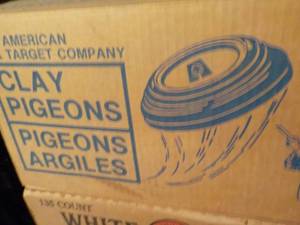 AMERICAN
TARGET COMPANY
CLAY
PIGEONS
PIGEONS
ARGILES
135 COUNT
WHITE